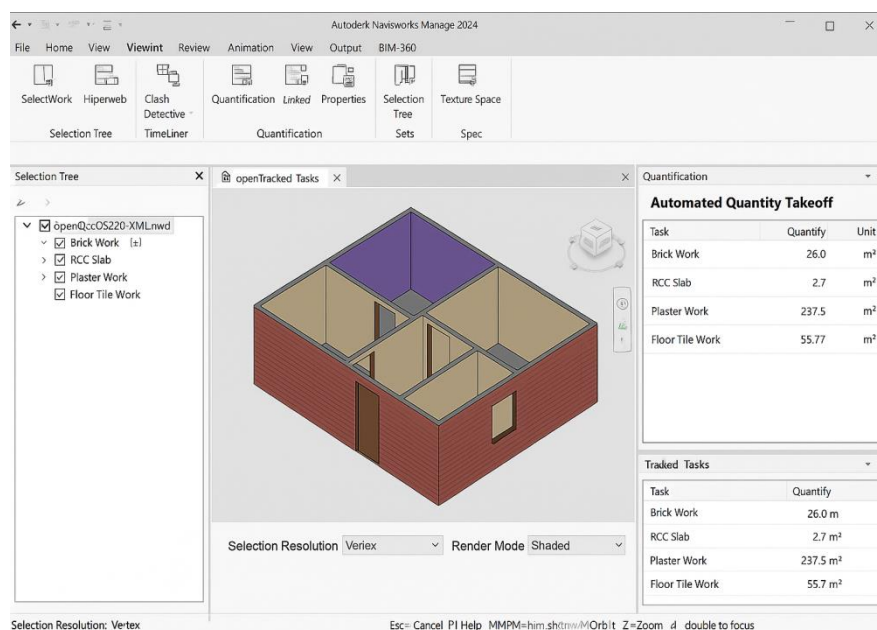 Autoderk Navisworks Manage 2024
File Home View Viewint Review Animation View Output BIM-360
SelectWork Hiperweb Clash Detective Quantification Linked Properties Selection Tree Texture Space
Selection Tree TimeLiner Quantification Sets Spec
Selection Tree
openTracked Tasks
Quantification
Automated Quantity Takeoff
Task Quantify Unit
Brick Work 26.0 m²
RCC Slab 2.7 m²
Plaster Work 237.5 m²
Floor Tile Work 55.77 m²
Brick Work [±]
RCC Slab
Plaster Work
Floor Tile Work
Tasks
Task Quantify
Brick Work 26.0 m
RCC Slab 2.7 m²
Plaster Work 237.5 m²
Floor Tile Work 55.7 m²
Selection Resolution Veriex Render Mode Shaded
Selection Resolution: Vertex
Esc= Cancel PI Help Z=Zoom double to focus